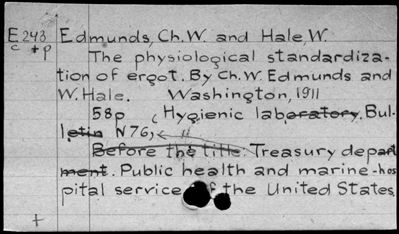 E 243 Edmunds, Ch. W. and Hale, W.
c +p The physiological standardiza-
tion of ergot. By Ch. W. Edmunds and
W. Hale. Washington, 1911
58p (Hygienic laboratory. Bul-
letin N 76,
Before the title: Treasury depart
ment. Public health and marine-hos
pital service of the United States
+